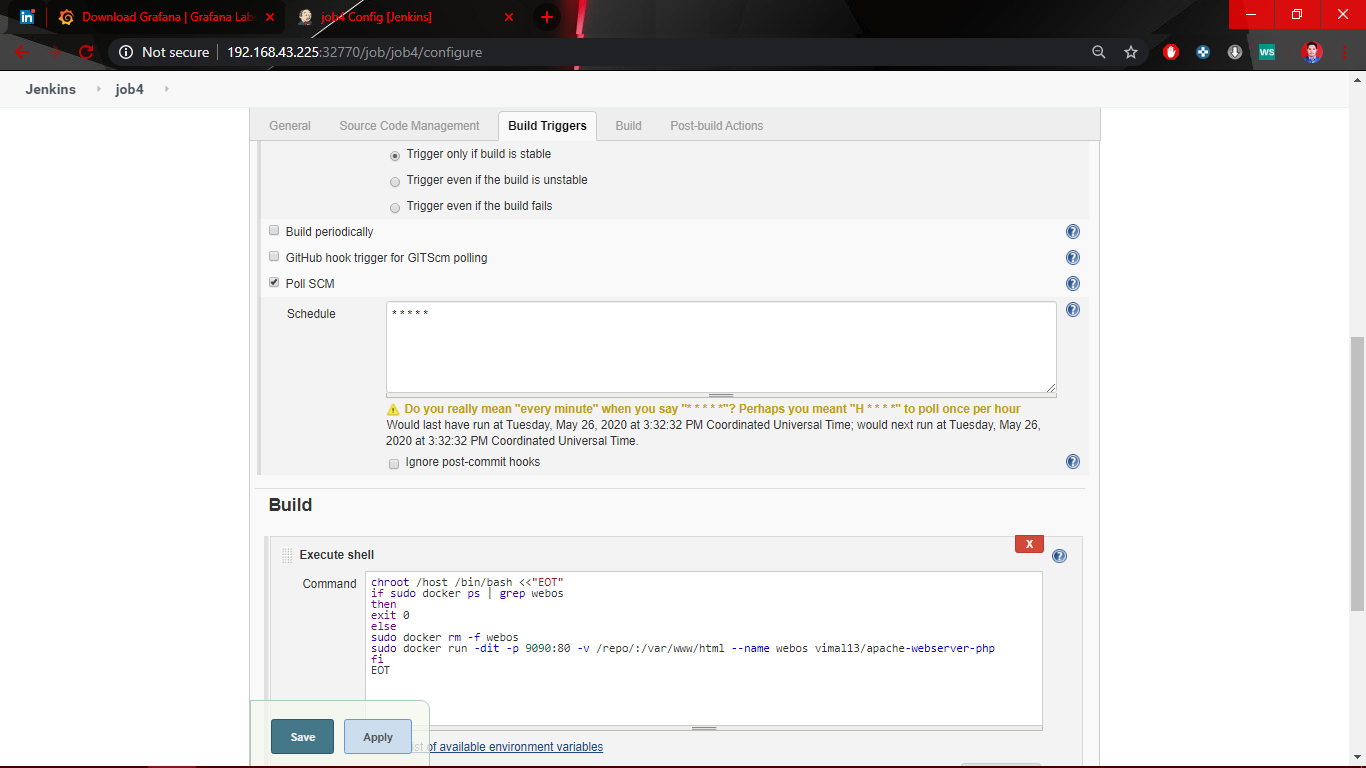 in
Download Grafana | Grafana Lab
job4 Config [Jenkins]
Not secure
192.168.43.225:32770/job/job4/configure
ws
Jenkins
job4
General
Source Code Management
Build Triggers
Build
Post-build Actions
Trigger only if build is stable
Trigger even if the build is unstable
Trigger even if the build fails
Build periodically
GitHub hook trigger for GITScm polling
Poll SCM
Schedule
* * * * *
Do you really mean "every minute" when you say "* * * * *"? Perhaps you meant "H * * * *" to poll once per hour
Would last have run at Tuesday, May 26, 2020 at 3:32:32 PM Coordinated Universal Time; would next run at Tuesday, May 26,
2020 at 3:32:32 PM Coordinated Universal Time.
Ignore post-commit hooks
Build
X
Execute shell
Command
chroot /host /bin/bash <<"EOT"
if sudo docker ps | grep webos
then
exit 0
else
sudo docker rm -f webos
sudo docker run -dit -p 9090:80 -v /repo/:/var/www/html --name webos vimal13/apache-webserver-php
fi
EOT
Save
Apply
of available environment variables